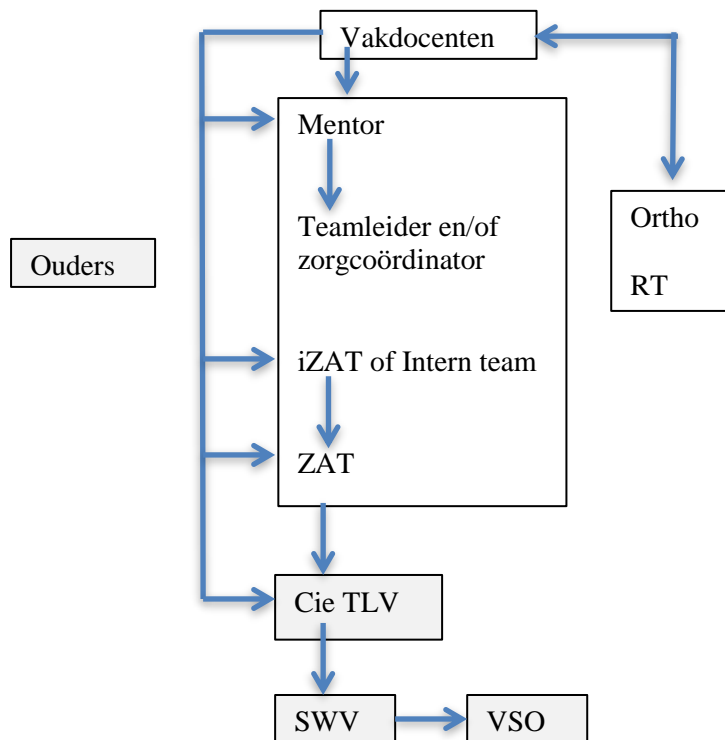 Vakdocenten
Mentor
Teamleider en/of
zorgcoördinator
Ouders
Ortho
RT
iZAT of Intern team
ZAT
Cie TLV
SWV
VSO